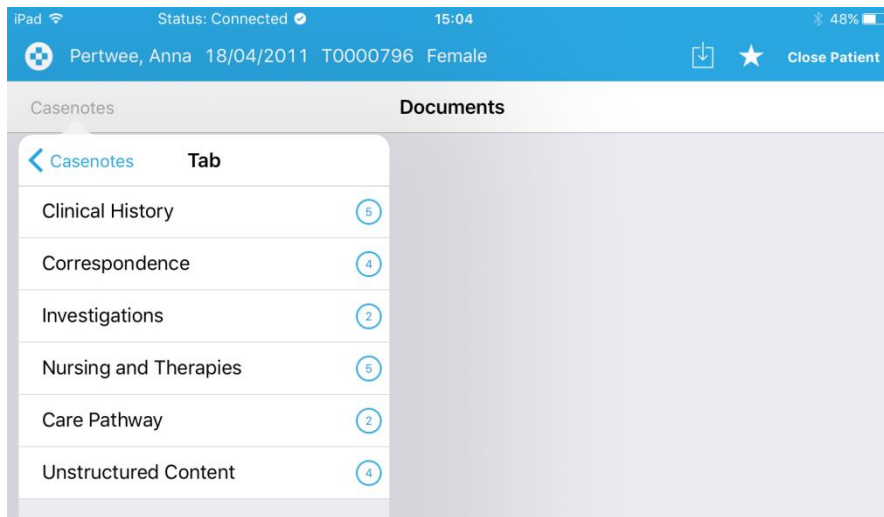 iPad Status: Connected 15:04 48%
Pertwee, Anna 18/04/2011 T0000796 Female Close Patient
Casenotes Documents
Casenotes Tab
Clinical History 5
Correspondence 4
Investigations 2
Nursing and Therapies 5
Care Pathway 2
Unstructured Content 4